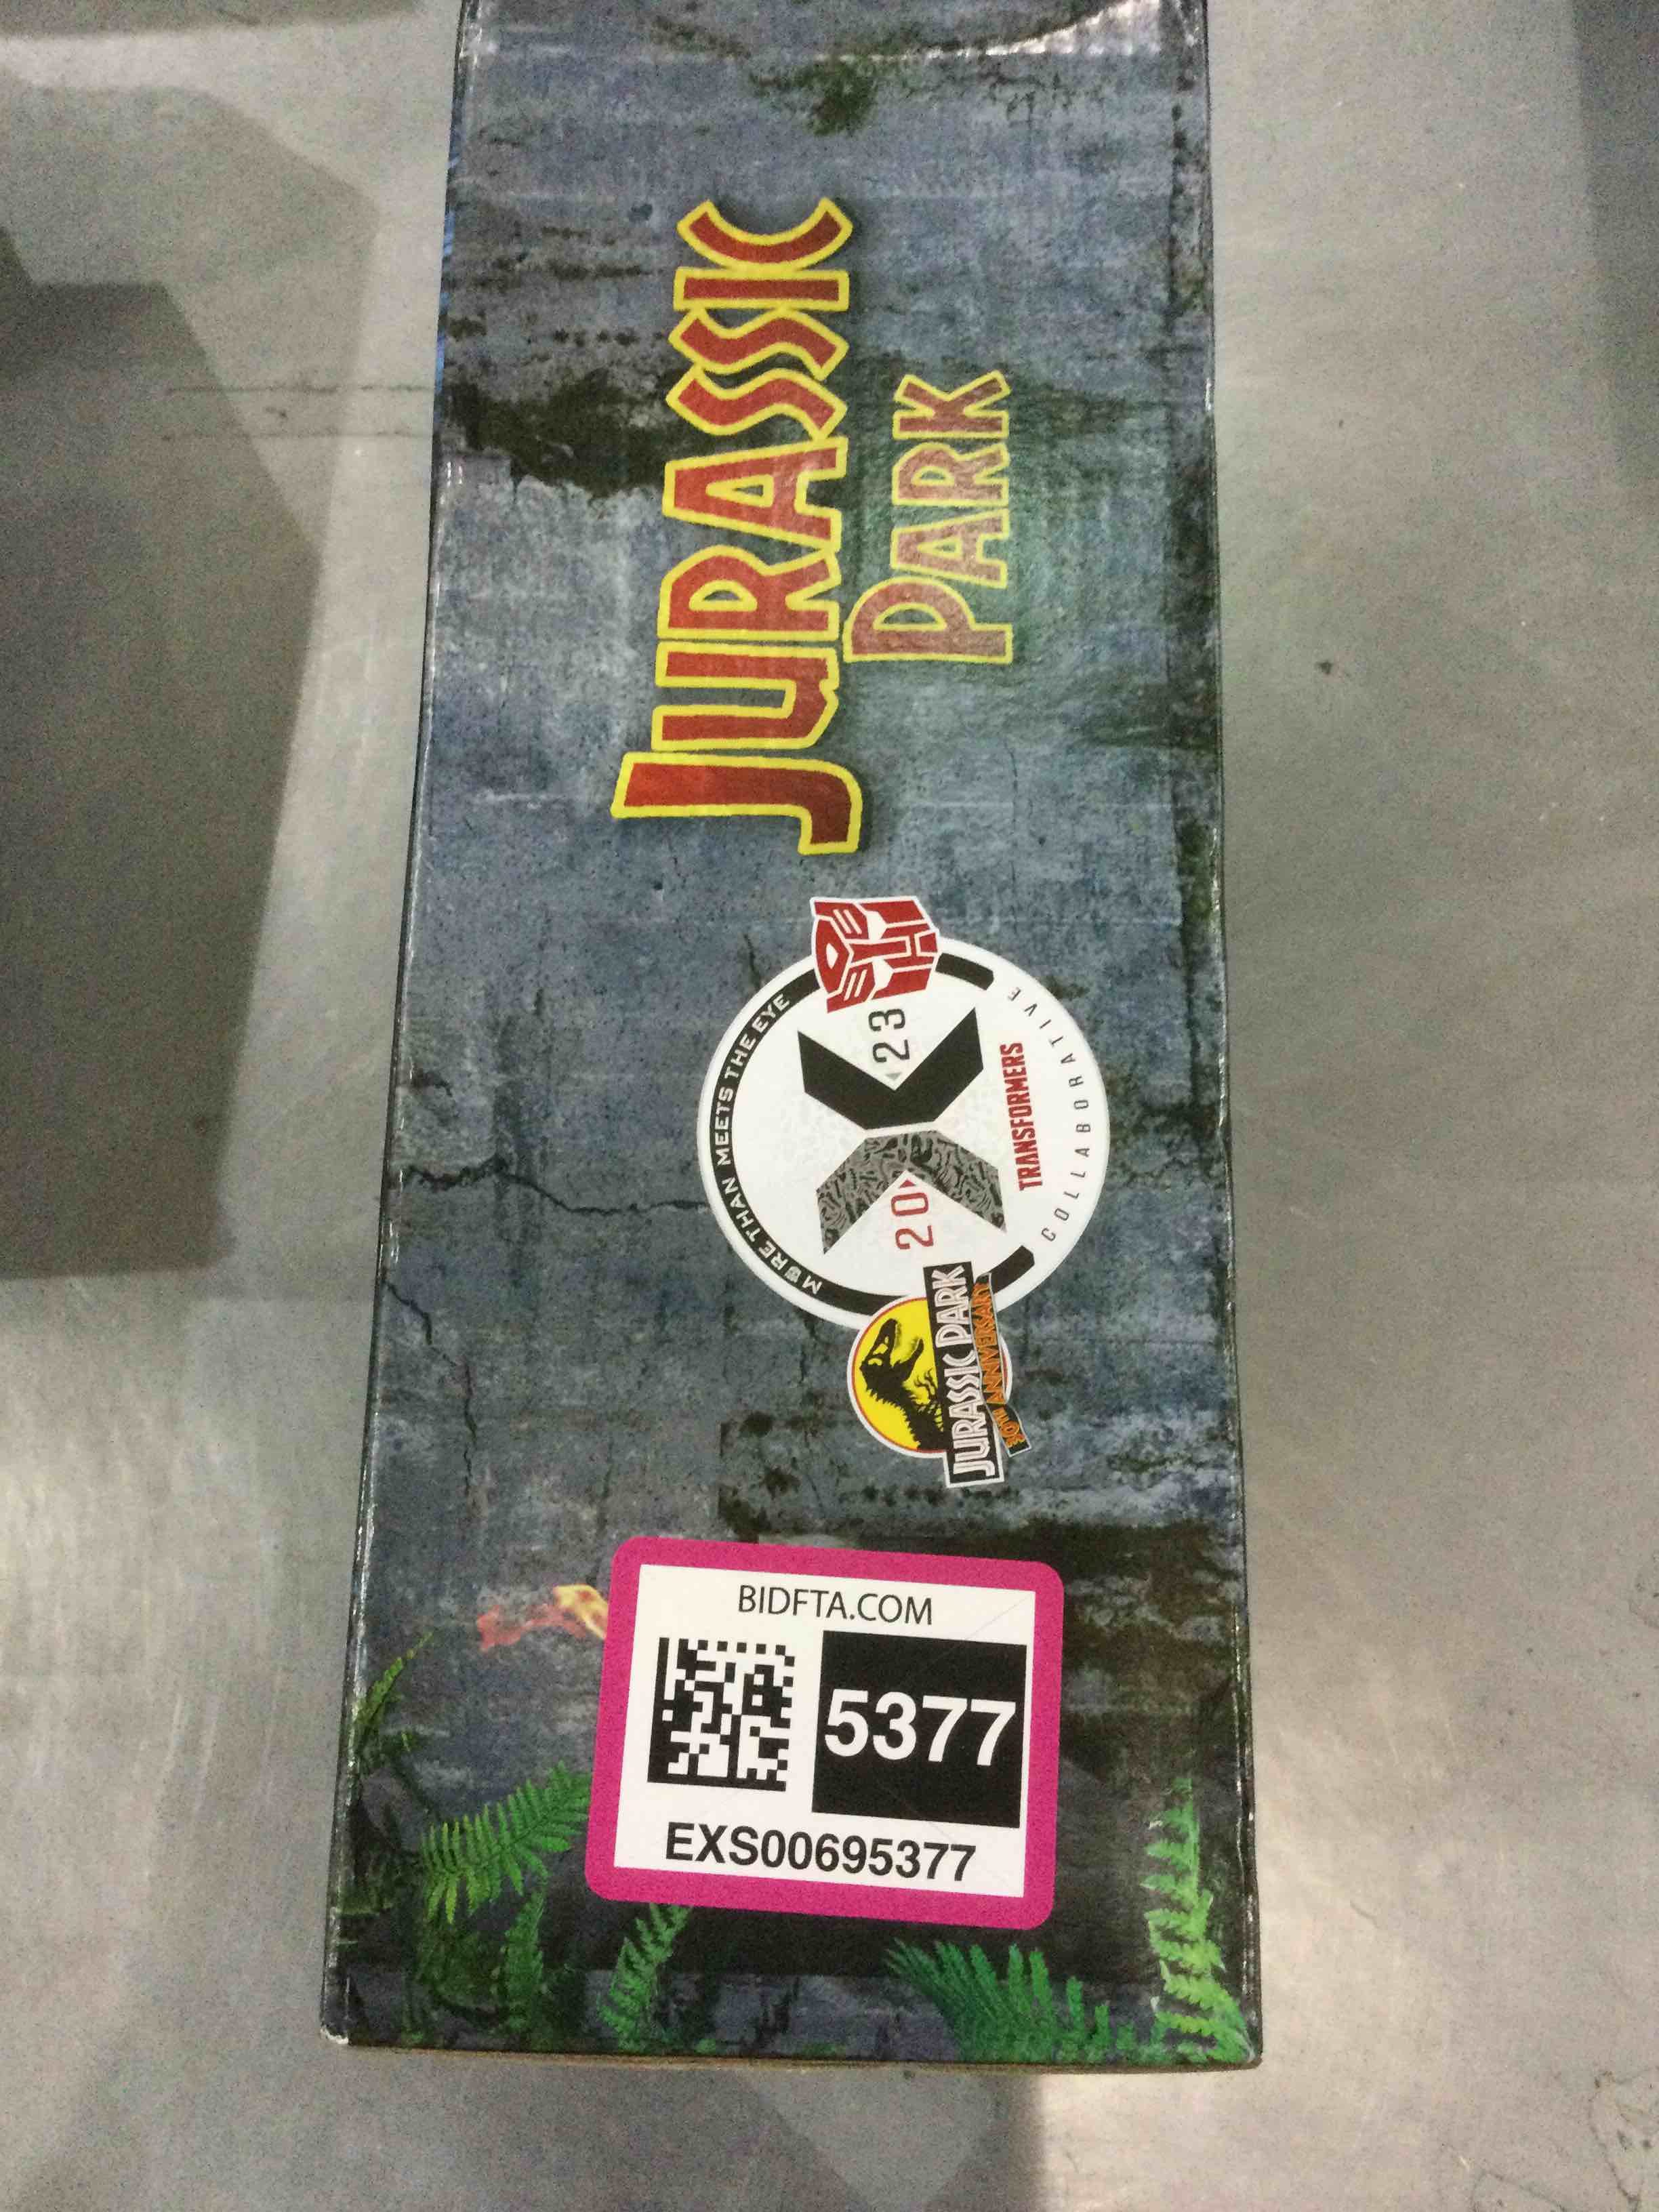 JURASSIC
PARK
MORE THAN MEETS THE EYE
20 23
TRANSFORMERS
COLLABORATIVE
JURASSIC PARK
30TH ANNIVERSARY
BIDFTA.COM
5377
EXS00695377